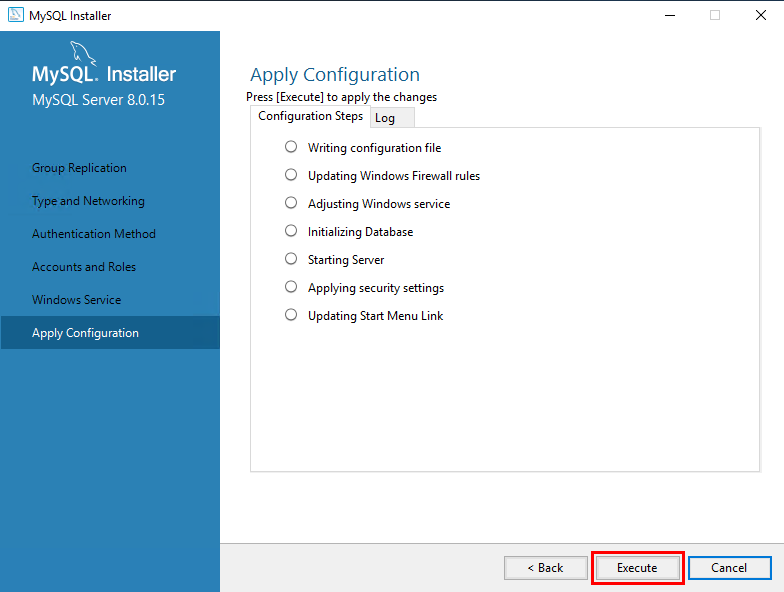 MySQL Installer
MySQL. Installer
MySQL Server 8.0.15
Group Replication
Type and Networking
Authentication Method
Accounts and Roles
Windows Service
Apply Configuration
Apply Configuration
Press [Execute] to apply the changes
Configuration Steps Log
Writing configuration file
Updating Windows Firewall rules
Adjusting Windows service
Initializing Database
Starting Server
Applying security settings
Updating Start Menu Link
< Back Execute Cancel